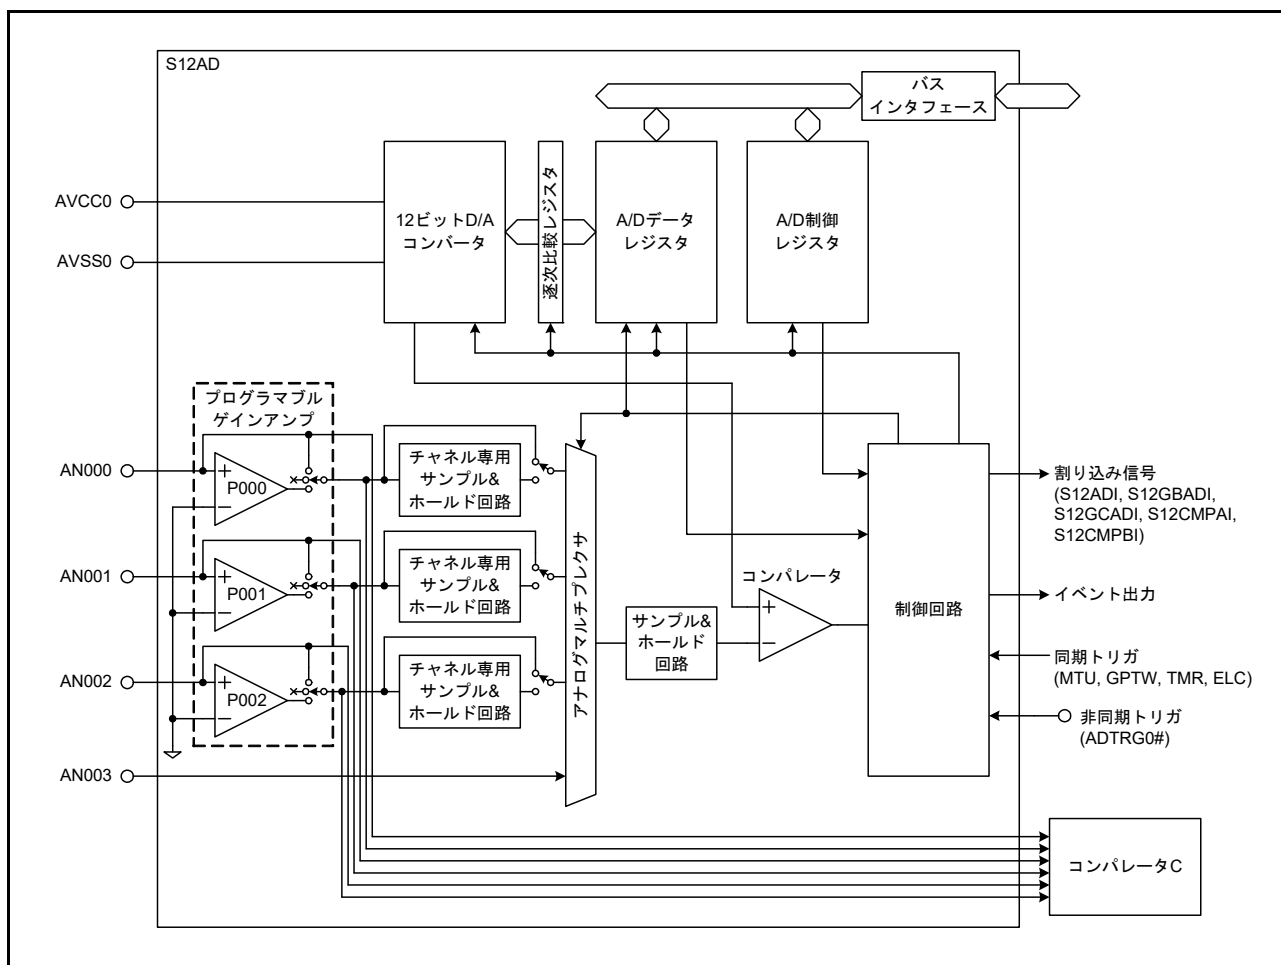 S12AD
バス
インタフェース
AVCC0
AVSS0
12ビットD/A
コンバータ
逐次比較レジスタ
A/Dデータ
レジスタ
A/D制御
レジスタ
プログラマブル
ゲインアンプ
AN000
+
P000
−
チャネル専用
サンプル&
ホールド回路
AN001
+
P001
−
チャネル専用
サンプル&
ホールド回路
AN002
+
P002
−
チャネル専用
サンプル&
ホールド回路
AN003
アナログマルチプレクサ
サンプル&
ホールド
回路
コンパレータ
+
−
制御回路
割り込み信号
(S12ADI, S12GBADI,
S12GCADI, S12CMPAI,
S12CMPBI)
イベント出力
同期トリガ
(MTU, GPTW, TMR, ELC)
非同期トリガ
(ADTRG0#)
コンパレータC